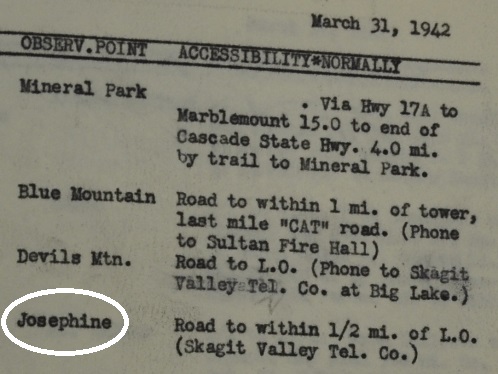 March 31, 1942
OBSERV.POINT ACCESSIBILITY*NORMALLY
Mineral Park . Via Hwy 17A to
Marblemount 15.0 to end of
Cascade State Hwy. 4.0 mi.
by trail to Mineral Park.
Blue Mountain Road to within 1 mi. of tower,
last mile "CAT" road. (Phone
to Sultan Fire Hall)
Devils Mtn. Road to L.O. (Phone to Skagit
Valley Tel. Co. at Big Lake.)
Josephine Road to within 1/2 mi. of L.O.
(Skagit Valley Tel. Co.)